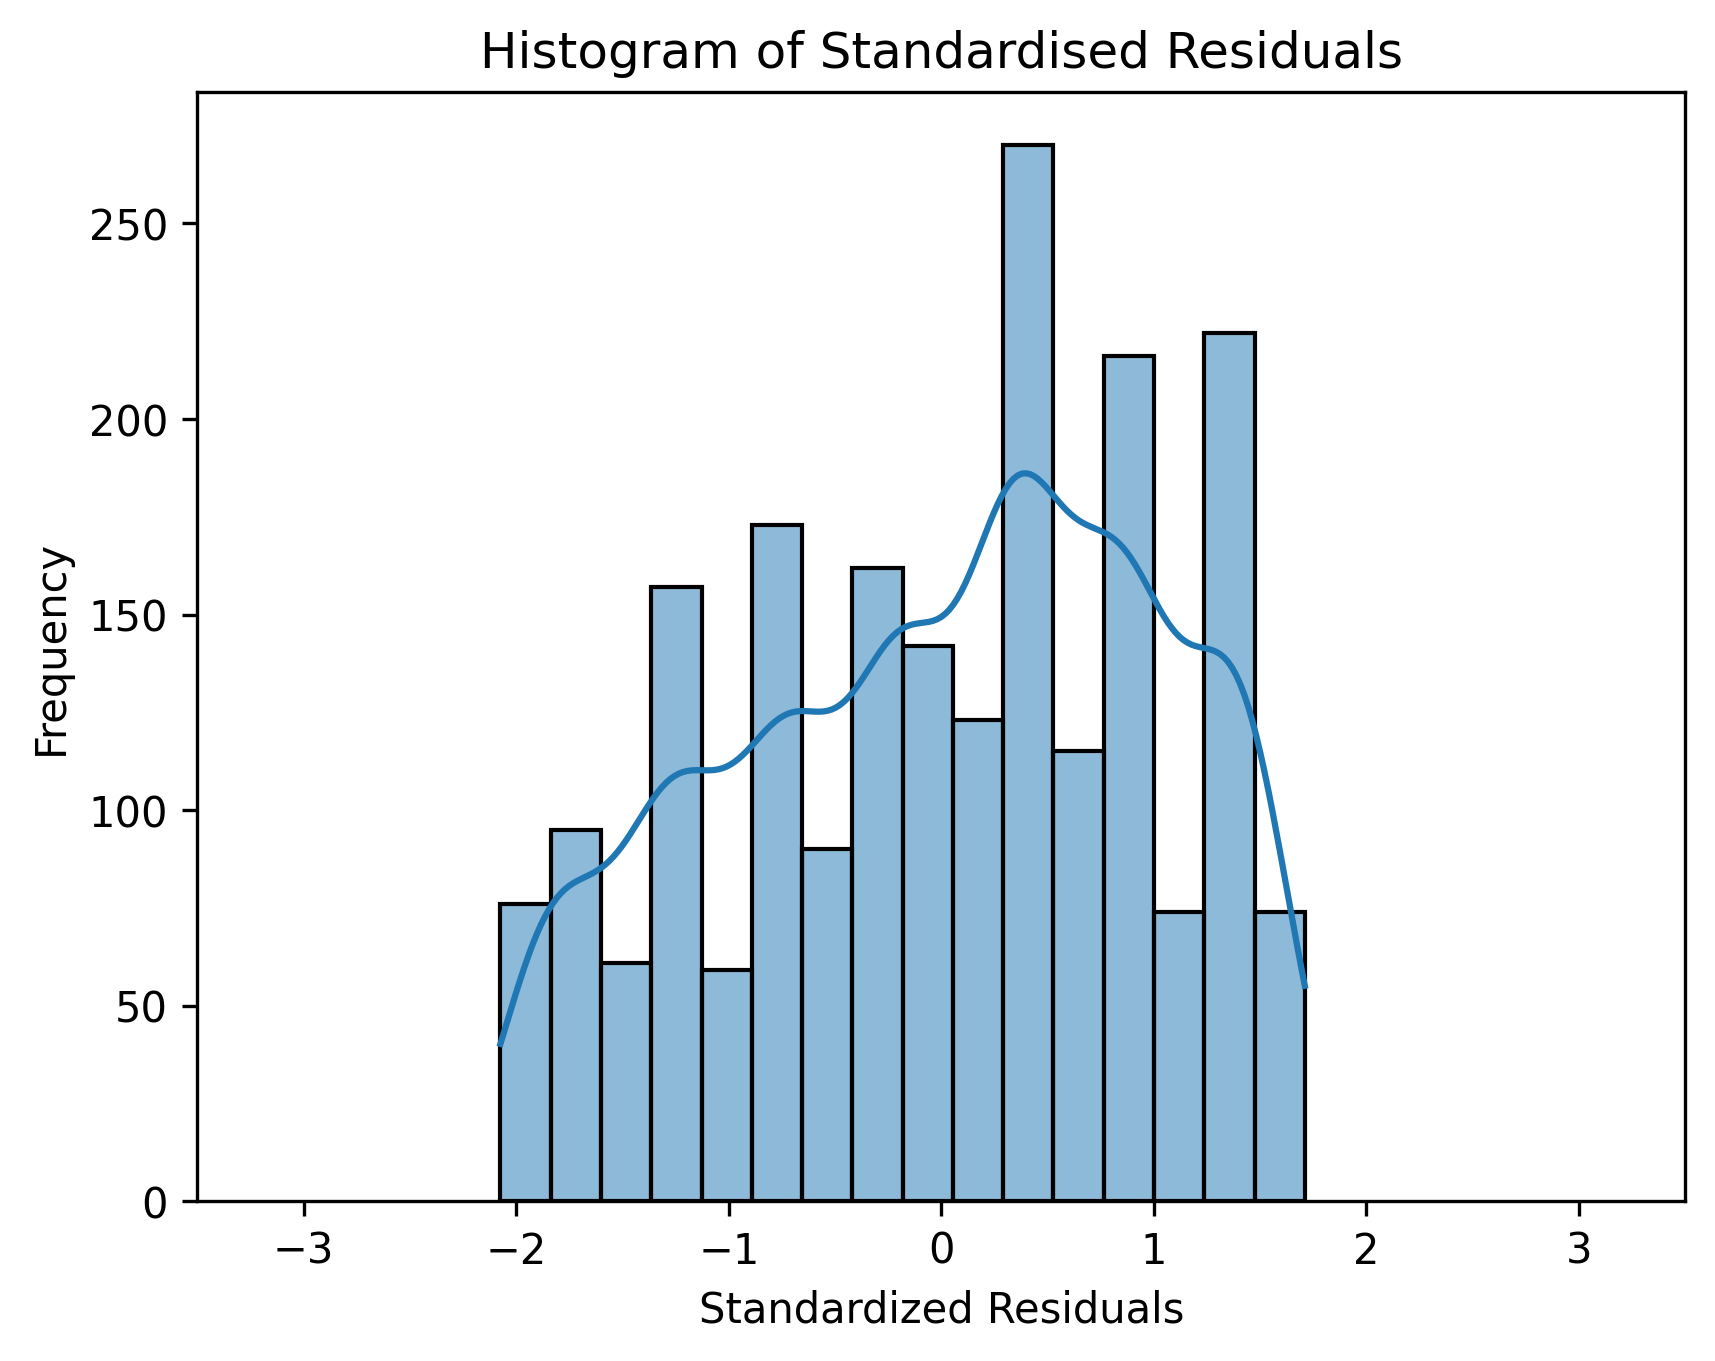 Histogram of Standardised Residuals
250
200
150
100
50
0
Frequency
−3 −2 −1 0 1 2 3
Standardized Residuals